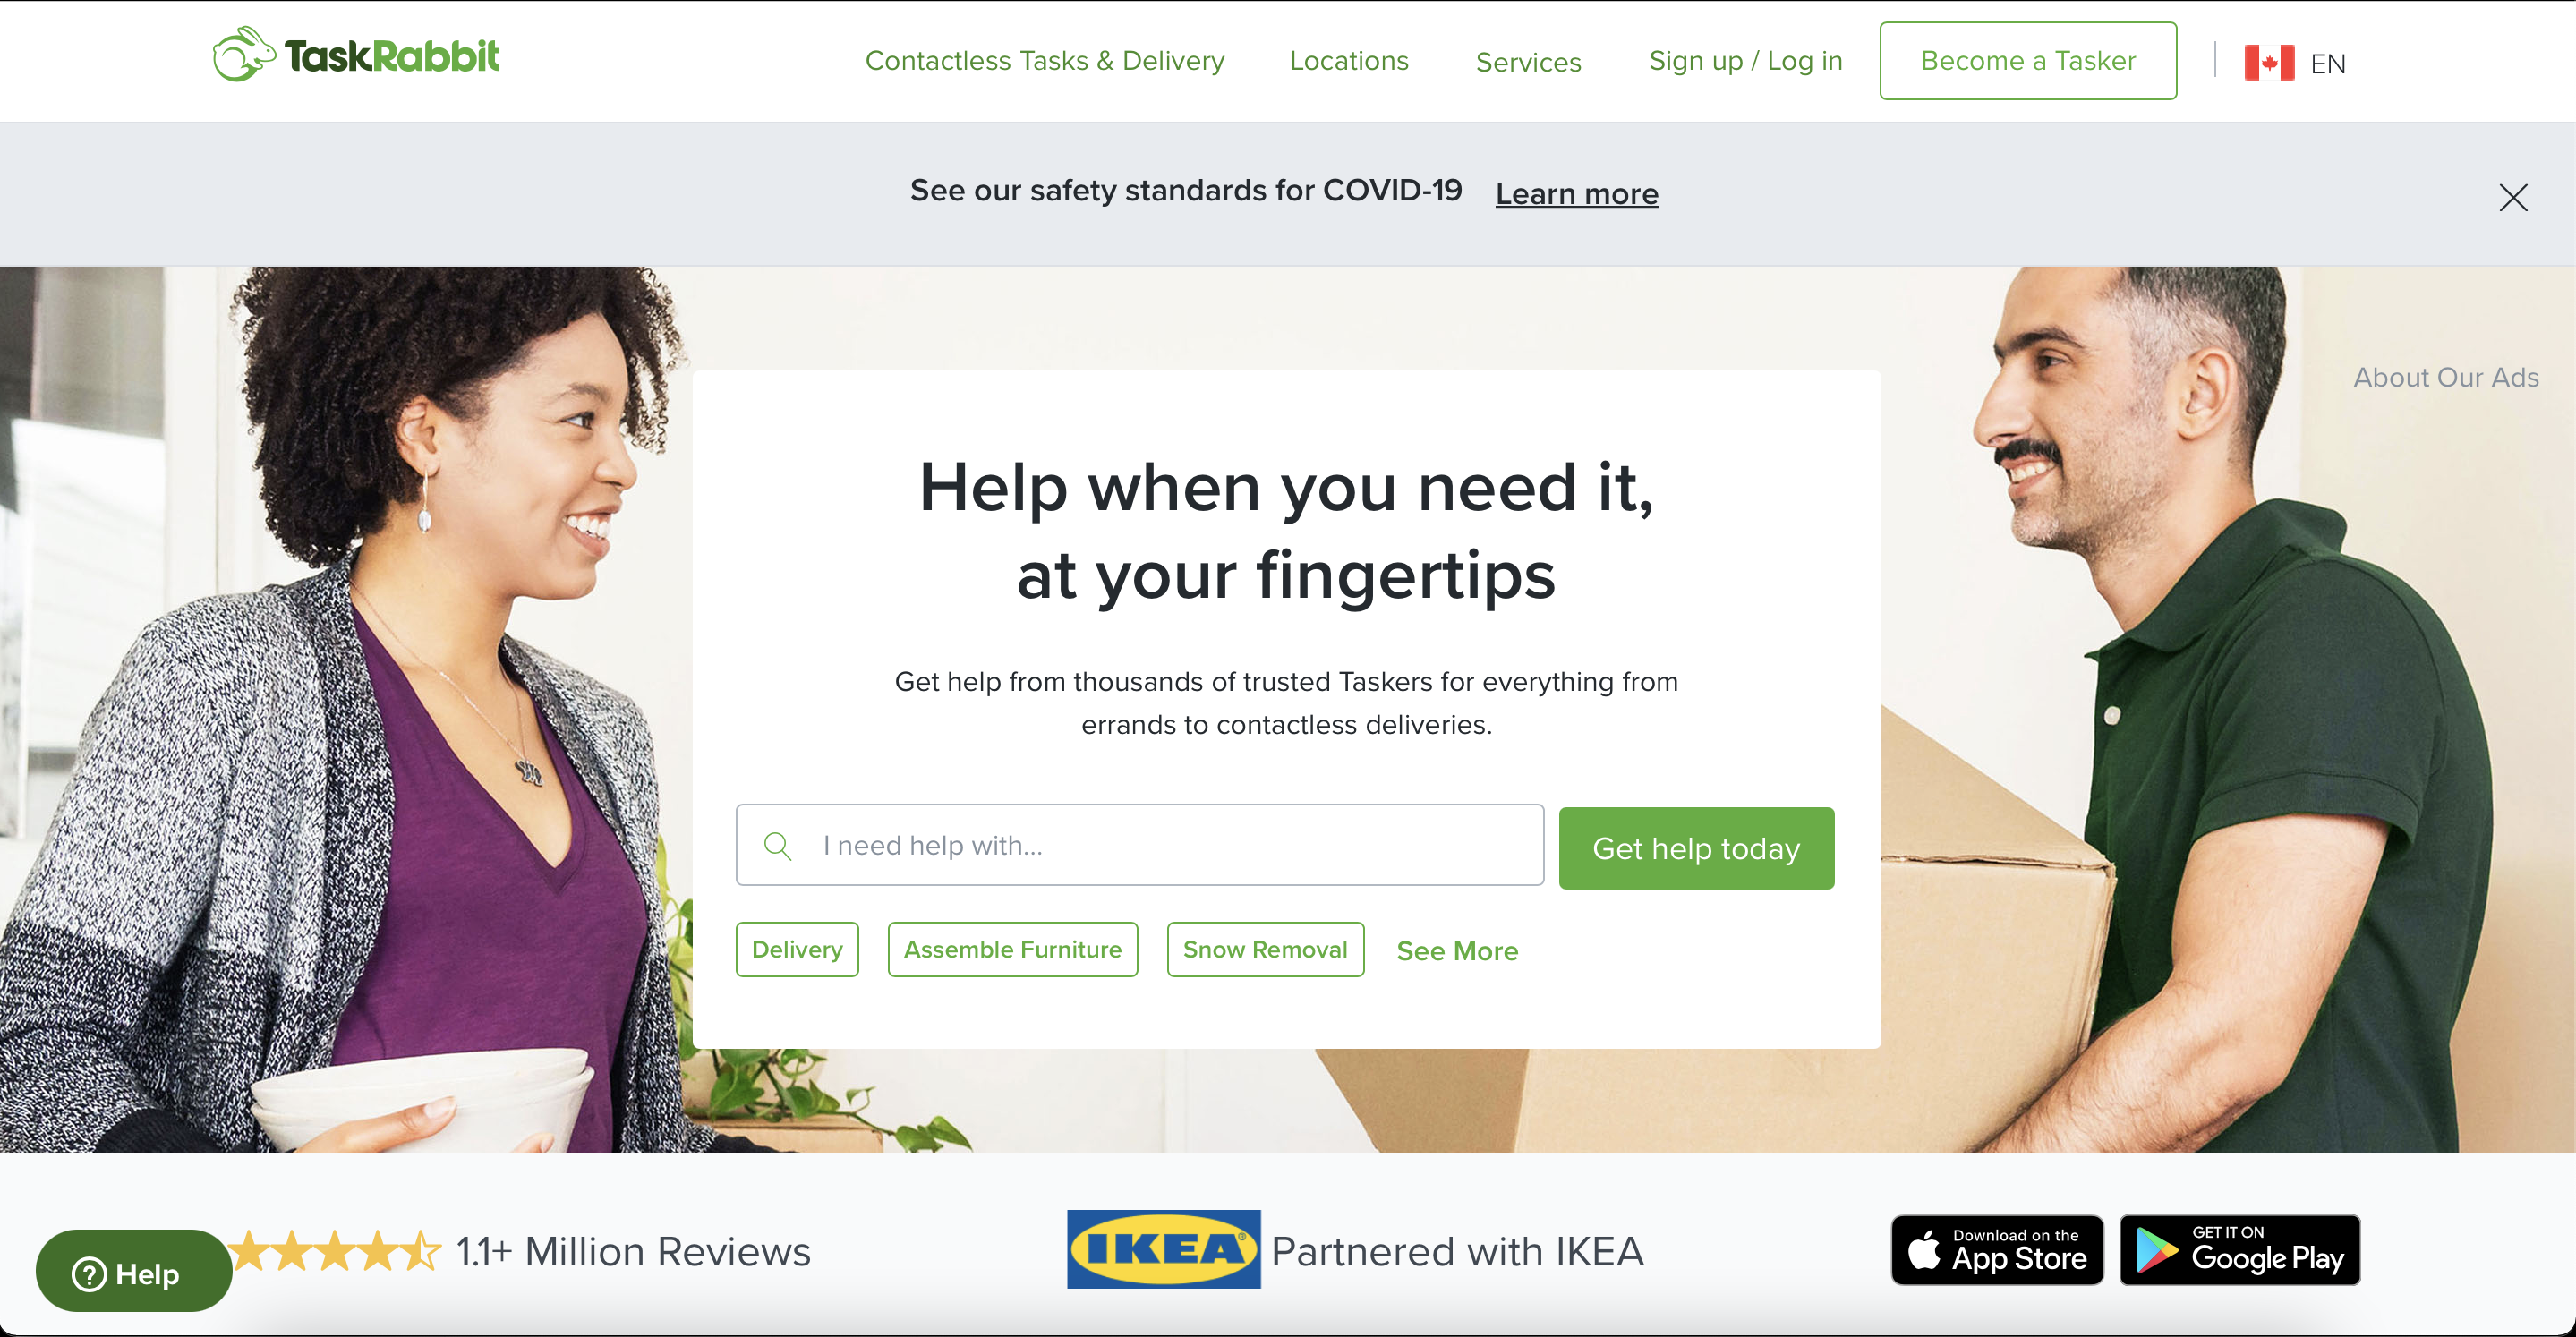 TaskRabbit
Contactless Tasks & Delivery
Locations
Services
Sign up / Log in
Become a Tasker
EN
See our safety standards for COVID-19 Learn more
About Our Ads
Help when you need it,
at your fingertips
Get help from thousands of trusted Taskers for everything from
errands to contactless deliveries.
I need help with...
Get help today
Delivery
Assemble Furniture
Snow Removal
See More
Help
1.1+ Million Reviews
IKEA®
Partnered with IKEA
Download on the
App Store
GET IT ON
Google Play